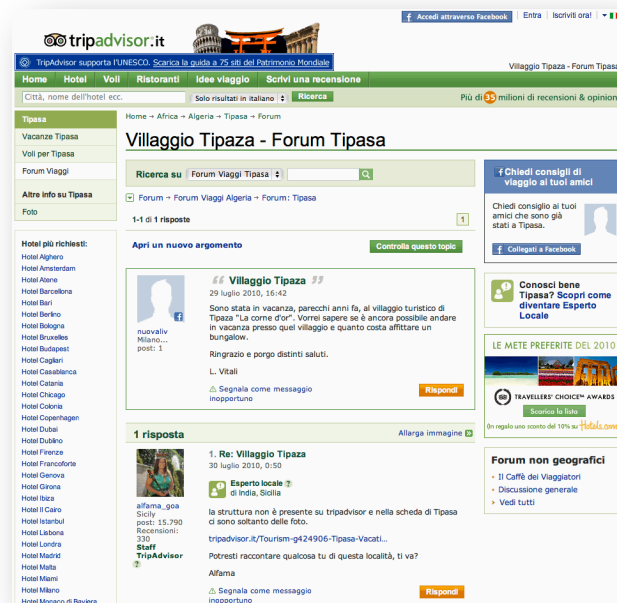 Accedi attraverso Facebook Entra Iscriviti ora!
tripadvisor.it
TripAdvisor supporta l'UNESCO. Scarica la guida a 75 siti del Patrimonio Mondiale
Villaggio Tipaza - Forum Tipasa
Home Hotel Voli Ristoranti Idee viaggio Scrivi una recensione
Città, nome dell'hotel ecc. Solo risultati in italiano Ricerca Più di 35 milioni di recensioni & opinion
Tipasa
Vacanze Tipasa
Voli per Tipasa
Forum Viaggi
Altre info su Tipasa
Foto
Hotel più richiesti:
Hotel Alghero
Hotel Amsterdam
Hotel Atene
Hotel Barcellona
Hotel Bari
Hotel Berlino
Hotel Bologna
Hotel Bruxelles
Hotel Budapest
Hotel Cagliari
Hotel Casablanca
Hotel Catania
Hotel Chicago
Hotel Colonia
Hotel Copenhagen
Hotel Dubai
Hotel Dublino
Hotel Firenze
Hotel Francoforte
Hotel Genova
Hotel Girona
Hotel Ibiza
Hotel Il Cairo
Hotel Istanbul
Hotel Lisbona
Hotel Londra
Hotel Madrid
Hotel Malta
Hotel Miami
Hotel Milano
Hotel Monaco di Baviera
Home → Africa → Algeria → Tipasa → Forum
Villaggio Tipaza - Forum Tipasa
Ricerca su Forum Viaggi Tipasa
Forum → Forum Viaggi Algeria → Forum: Tipasa
1-1 di 1 risposte 1
Apri un nuovo argomento Controlla questo topic
Villaggio Tipaza
29 luglio 2010, 16:42
nuovaliv
Milano...
post: 1
Sono stata in vacanza, parecchi anni fa, al villaggio turistico di
Tipaza "La corne d'or". Vorrei sapere se è ancora possibile andare
in vacanza presso quel villaggio e quanto costa affittare un
bungalow.
Ringrazio e porgo distinti saluti.
L. Vitali
Segnala come messaggio
inopportuno
Rispondi
1 risposta Allarga immagine
1. Re: Villaggio Tipaza
30 luglio 2010, 0:50
Esperto locale ?
di India, Sicilia
alfama_goa
Sicily
post: 15.790
Recensioni:
330
Staff
TripAdvisor
?
la struttura non è presente su tripadvisor e nella scheda di Tipasa
ci sono soltanto delle foto.
tripadvisor.it/Tourism-g424906-Tipasa-Vacati...
Potresti raccontare qualcosa tu di questa località, ti va?
Alfama
Segnala come messaggio
inopportuno
Rispondi
Chiedi consigli di
viaggio ai tuoi amici
Chiedi consiglio ai tuoi
amici che sono già
stati a Tipasa.
Collegati a Facebook
Conosci bene
Tipasa? Scopri come
diventare Esperto
Locale
LE METE PREFERITE DEL 2010
TRAVELLERS' CHOICE™ AWARDS
Scarica la lista
(In regalo uno sconto del 10% su Hotels.com
Forum non geografici
Il Caffè dei Viaggiatori
Discussione generale
Vedi tutti